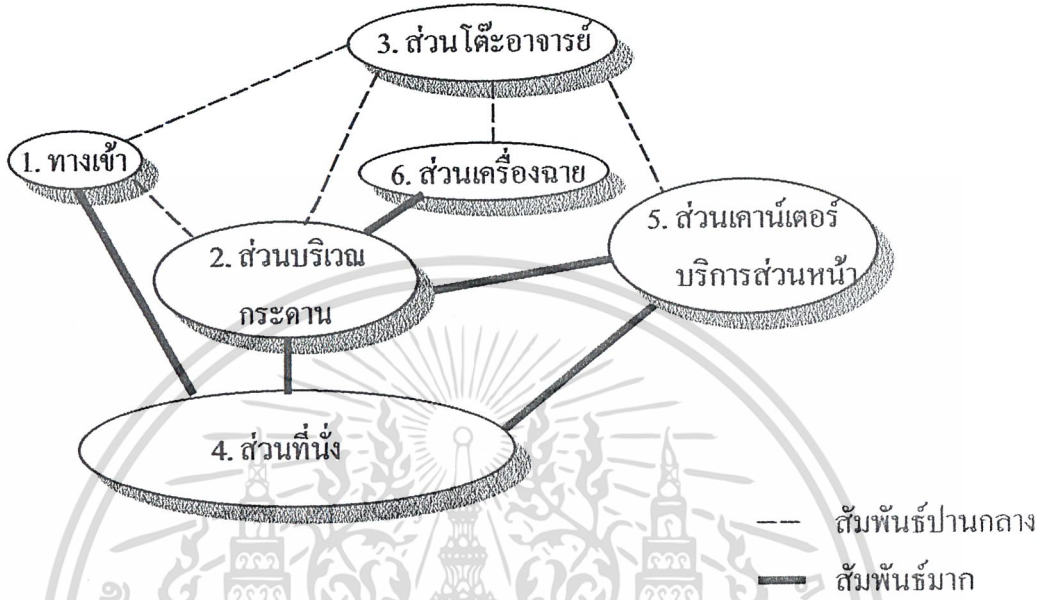 3. ส่วนโต๊ะอาจารย์
1. ทางเข้า
6. ส่วนเครื่องฉาย
5. ส่วนเคาน์เตอร์
บริการส่วนหน้า
2. ส่วนบริเวณ
กระดาน
4. ส่วนที่นั่ง
สัมพันธ์ปานกลาง
สัมพันธ์มาก